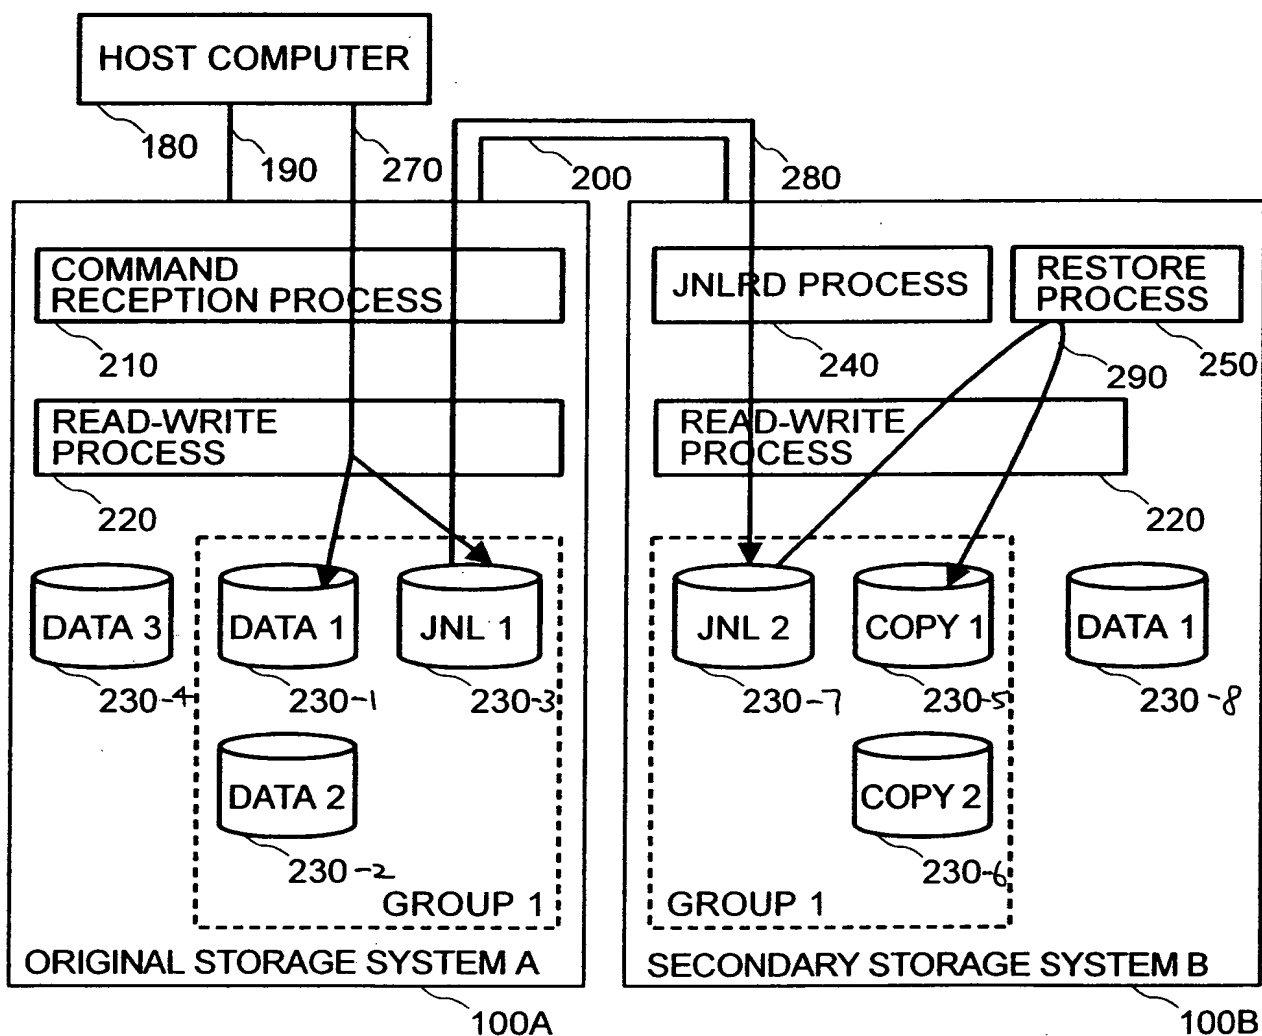 HOST COMPUTER
180
190
270
200
280
COMMAND
RECEPTION PROCESS
210
READ-WRITE
PROCESS
220
DATA 3
230-4
DATA 1
230-1
JNL 1
230-3
DATA 2
230-2
GROUP 1
ORIGINAL STORAGE SYSTEM A
100A
JNLRD PROCESS
240
RESTORE
PROCESS
250
290
READ-WRITE
PROCESS
220
JNL 2
230-7
COPY 1
230-5
DATA 1
230-8
COPY 2
230-6
GROUP 1
SECONDARY STORAGE SYSTEM B
100B